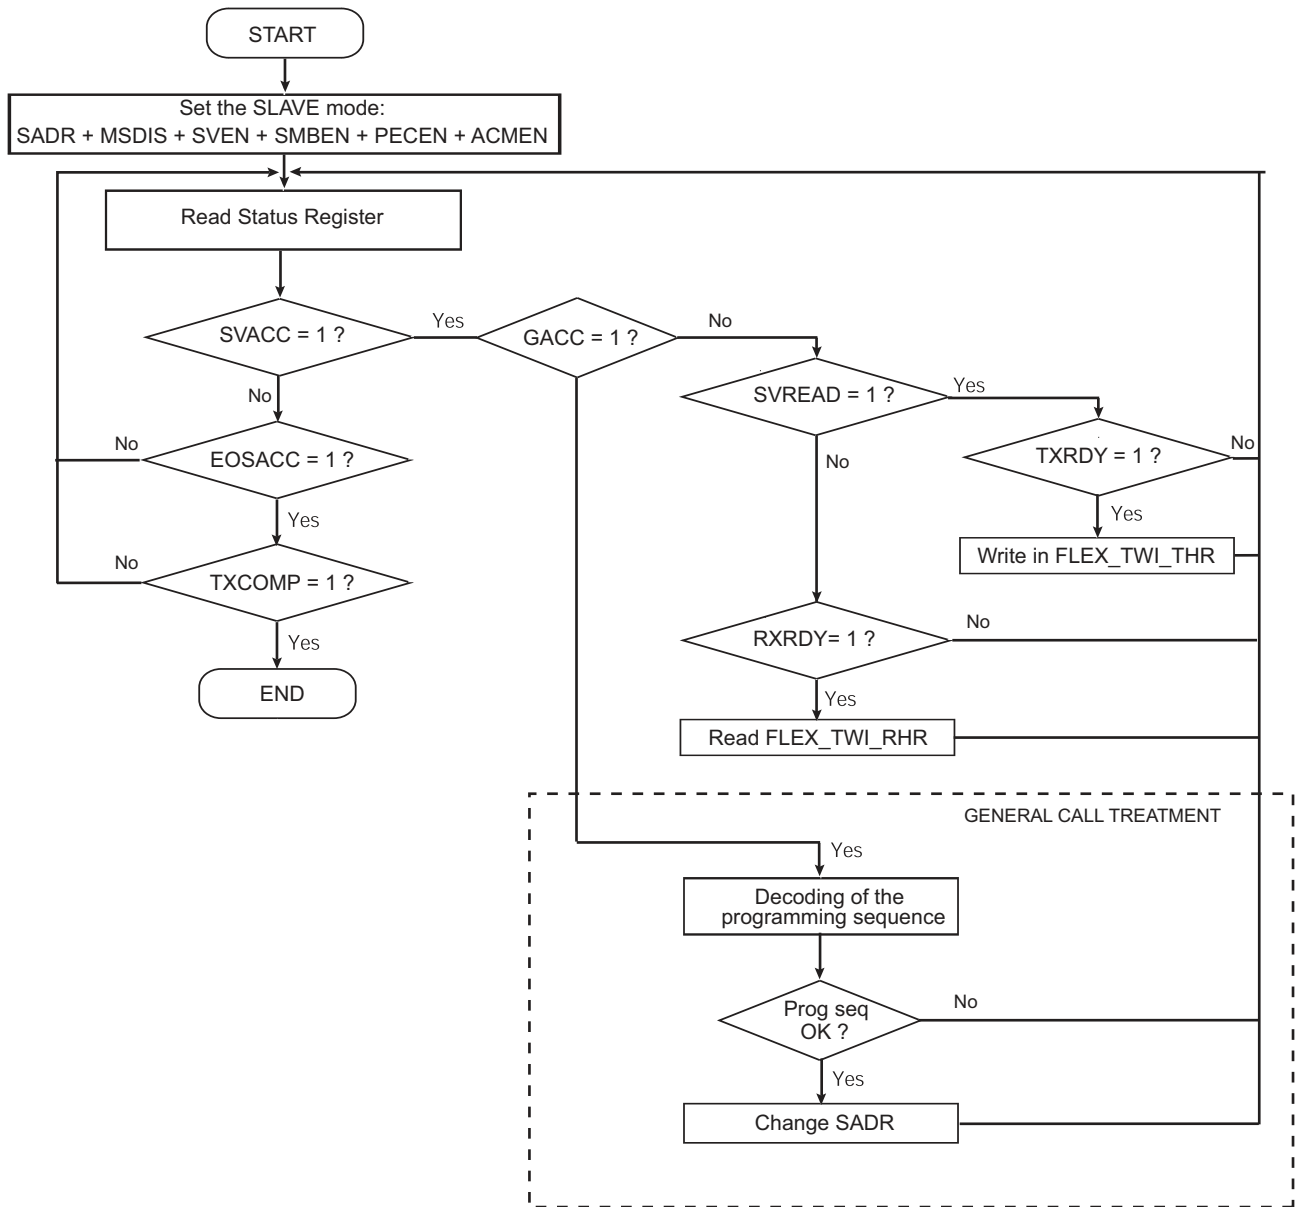 START
Set the SLAVE mode:
SADR + MSDIS + SVEN + SMBEN + PECEN + ACMEN
Read Status Register
SVACC = 1 ?
Yes
GACC = 1 ?
No
SVREAD = 1 ?
Yes
No
EOSACC = 1 ?
No
TXRDY = 1 ?
No
No
Yes
Yes
Write in FLEX_TWI_THR
No
TXCOMP = 1 ?
Yes
RXRDY= 1 ?
No
END
Yes
Read FLEX_TWI_RHR
GENERAL CALL TREATMENT
Yes
Decoding of the
programming sequence
Prog seq
OK ?
No
Yes
Change SADR